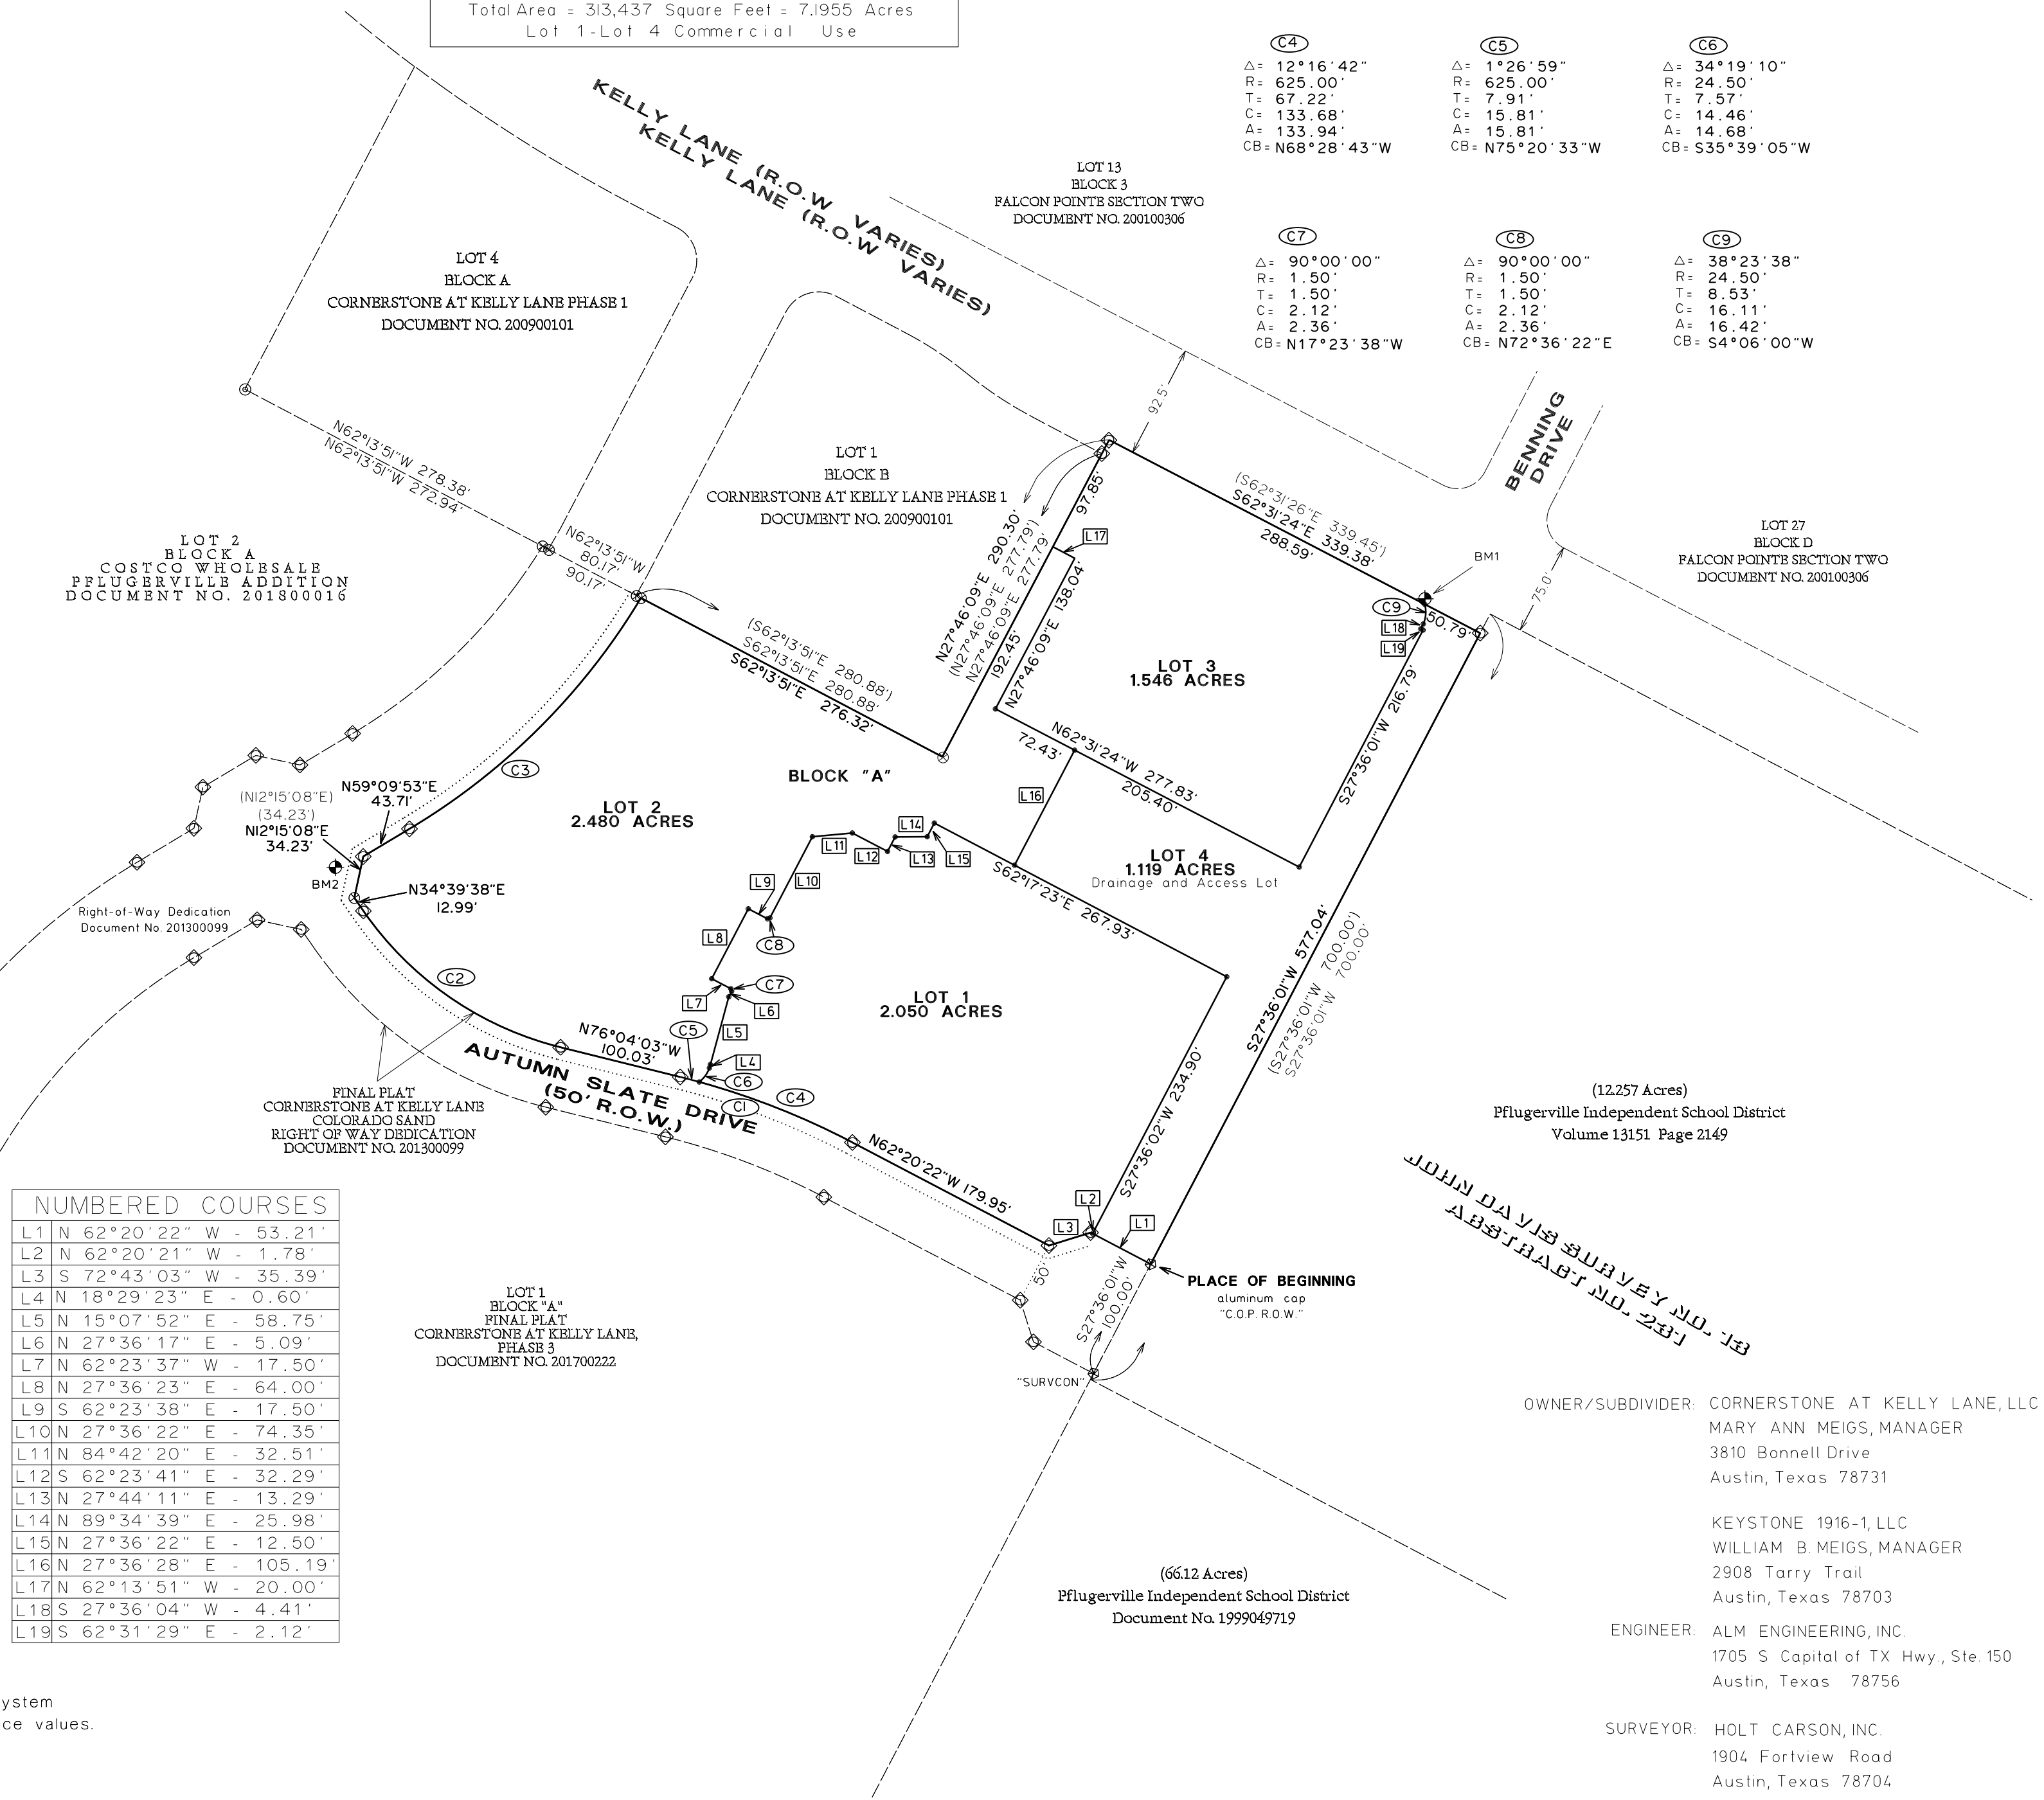 Total Area = 313,437 Square Feet = 7.1955 Acres
Lot 1-Lot 4 Commercial Use
KELLY LANE (R.O.W VARIES)
KELLY LANE (R.O.W VARIES)
C4
△= 12°16'42"
R= 625.00'
T= 67.22'
C= 133.68'
A= 133.94'
CB= N68°28'43"W
C5
△= 1°26'59"
R= 625.00'
T= 7.91'
C= 15.81'
A= 15.81'
CB= N75°20'33"W
C6
△= 34°19'10"
R= 24.50'
T= 7.57'
C= 14.46'
A= 14.68'
CB= S35°39'05"W
LOT 13
BLOCK 3
FALCON POINTE SECTION TWO
DOCUMENT NO. 200100306
C7
△= 90°00'00"
R= 1.50'
T= 1.50'
C= 2.12'
A= 2.36'
CB= N17°23'38"W
C8
△= 90°00'00"
R= 1.50'
T= 1.50'
C= 2.12'
A= 2.36'
CB= N72°36'22"E
C9
△= 38°23'38"
R= 24.50'
T= 8.53'
C= 16.11'
A= 16.42'
CB= S4°06'00"W
LOT 4
BLOCK A
CORNERSTONE AT KELLY LANE PHASE 1
DOCUMENT NO. 200900101
92.5'
BENNING
DRIVE
LOT 1
BLOCK B
CORNERSTONE AT KELLY LANE PHASE 1
DOCUMENT NO. 200900101
N62°13'51"W 278.38'
N62°13'51"W 272.94'
N62°13'51"W
80.17'
90.17'
LOT 2
BLOCK A
COSTCO WHOLESALE
PFLUGERVILLE ADDITION
DOCUMENT NO. 201800016
(S62°31'26"E 339.45')
S62°31'24"E 339.38'
288.59'
97.85'
L17
BM1
LOT 27
BLOCK D
FALCON POINTE SECTION TWO
DOCUMENT NO. 200100306
75.0'
C9
50.79'
L18
L19
N27°46'09"E 290.30'
(N27°46'09"E 277.79')
N27°46'09"E 277.79'
192.45'
N27°46'09"E 138.04'
(S62°13'51"E 280.88')
S62°13'51"E 280.88'
S62°13'51"E 276.32'
LOT 3
1.546 ACRES
S27°36'01"W 216.79'
N62°31'24"W 277.83'
72.43'
205.40'
BLOCK "A"
C3
N59°09'53"E
43.71'
(N12°15'08"E)
(34.23')
N12°15'08"E
34.23'
LOT 2
2.480 ACRES
L16
L14
L11
L12
L13
L15
LOT 4
1.119 ACRES
Drainage and Access Lot
BM2
N34°39'38"E
12.99'
L9
L10
S62°17'23"E 267.93'
Right-of-Way Dedication
Document No. 201300099
L8
C8
S27°36'01"W 577.04'
(S27°36'01"W 700.00')
S27°36'01"W 700.00'
C2
C7
L7
L6
LOT 1
2.050 ACRES
N76°04'03"W
100.03'
C5
L5
L4
C6
AUTUMN SLATE DRIVE
(50' R.O.W.)
C1
C4
FINAL PLAT
CORNERSTONE AT KELLY LANE
COLORADO SAND
RIGHT OF WAY DEDICATION
DOCUMENT NO. 201300099
S27°36'02"W 234.90'
(12.257 Acres)
Pflugerville Independent School District
Volume 13151 Page 2149
N62°20'22"W 179.95'
JOHN DAVIS SURVEY NO. 13
ABSTRACT NO. 231
L2
L3
L1
50'
S27°36'01"W
100.00'
PLACE OF BEGINNING
aluminum cap
"C.O.P. R.O.W."
"SURVCON"
NUMBERED COURSES
L1 N 62°20'22" W - 53.21'
L2 N 62°20'21" W - 1.78'
L3 S 72°43'03" W - 35.39'
L4 N 18°29'23" E - 0.60'
L5 N 15°07'52" E - 58.75'
L6 N 27°36'17" E - 5.09'
L7 N 62°23'37" W - 17.50'
L8 N 27°36'23" E - 64.00'
L9 S 62°23'38" E - 17.50'
L10 N 27°36'22" E - 74.35'
L11 N 84°42'20" E - 32.51'
L12 S 62°23'41" E - 32.29'
L13 N 27°44'11" E - 13.29'
L14 N 89°34'39" E - 25.98'
L15 N 27°36'22" E - 12.50'
L16 N 27°36'28" E - 105.19'
L17 N 62°13'51" W - 20.00'
L18 S 27°36'04" W - 4.41'
L19 S 62°31'29" E - 2.12'
LOT 1
BLOCK "A"
FINAL PLAT
CORNERSTONE AT KELLY LANE,
PHASE 3
DOCUMENT NO. 201700222
(66.12 Acres)
Pflugerville Independent School District
Document No. 1999049719
OWNER/SUBDIVIDER: CORNERSTONE AT KELLY LANE, LLC
MARY ANN MEIGS, MANAGER
3810 Bonnell Drive
Austin, Texas 78731
KEYSTONE 1916-1, LLC
WILLIAM B. MEIGS, MANAGER
2908 Tarry Trail
Austin, Texas 78703
ENGINEER: ALM ENGINEERING, INC.
1705 S Capital of TX Hwy., Ste. 150
Austin, Texas 78756
SURVEYOR: HOLT CARSON, INC.
1904 Fortview Road
Austin, Texas 78704
ystem
ce values.